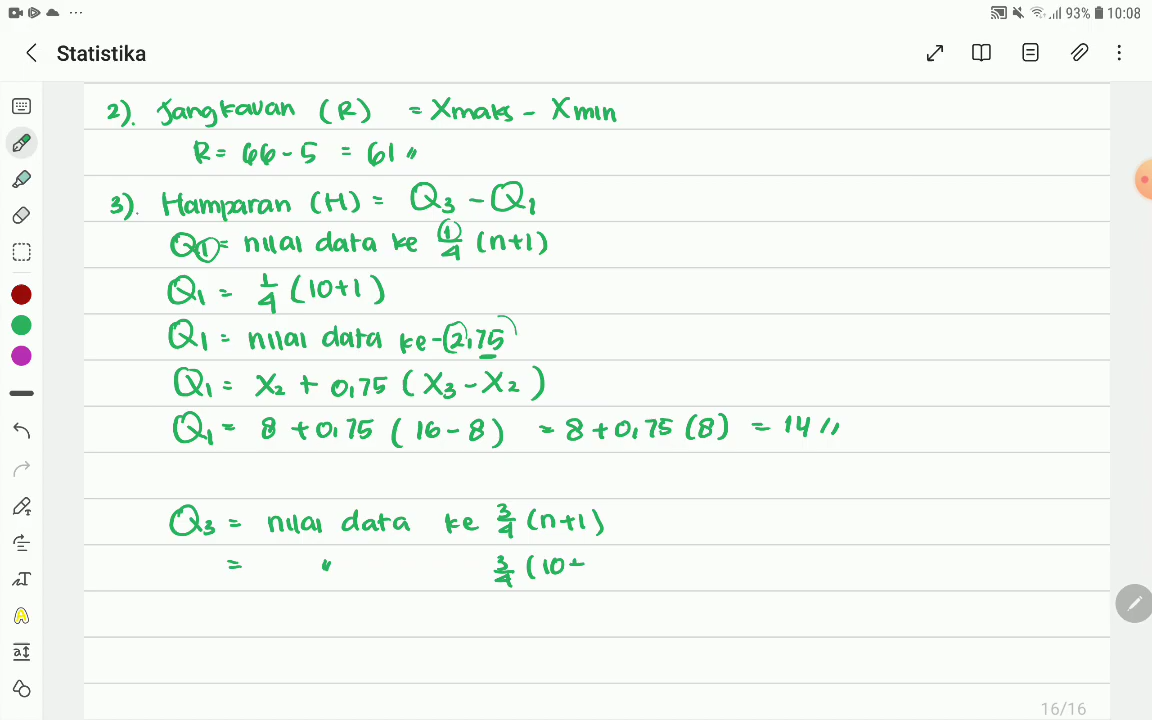 93% 10:08
Statistika
2). Jangkauan (R) = Xmaks - Xmin
R = 66 - 5 = 61 〃
3). Hamparan (H) = Q₃ - Q₁
Q₁ = nilai data ke 1/4 (n+1)
Q₁ = 1/4 (10+1)
Q₁ = nilai data ke-(2,75)
Q₁ = X₂ + 0,75 (X₃ - X₂)
Q₁ = 8 + 0,75 (16 - 8) = 8 + 0,75 (8) = 14 〃
Q₃ = nilai data ke 3/4 (n+1)
= 〃 3/4 (10+
16/16